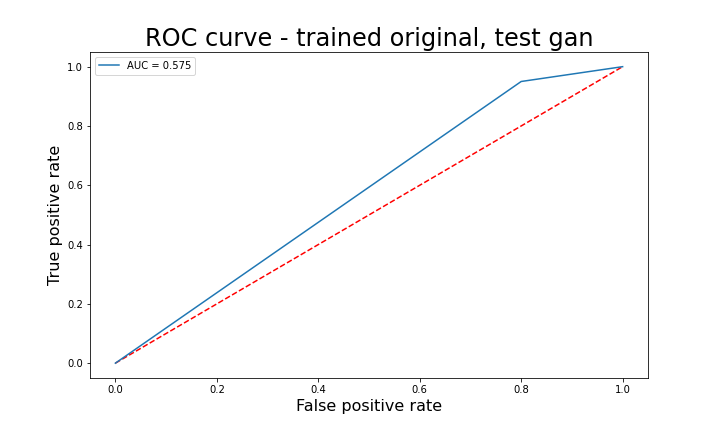 ROC curve - trained original, test gan
AUC = 0.575
1.0
0.8
0.6
0.4
0.2
0.0
True positive rate
0.0 0.2 0.4 0.6 0.8 1.0
False positive rate